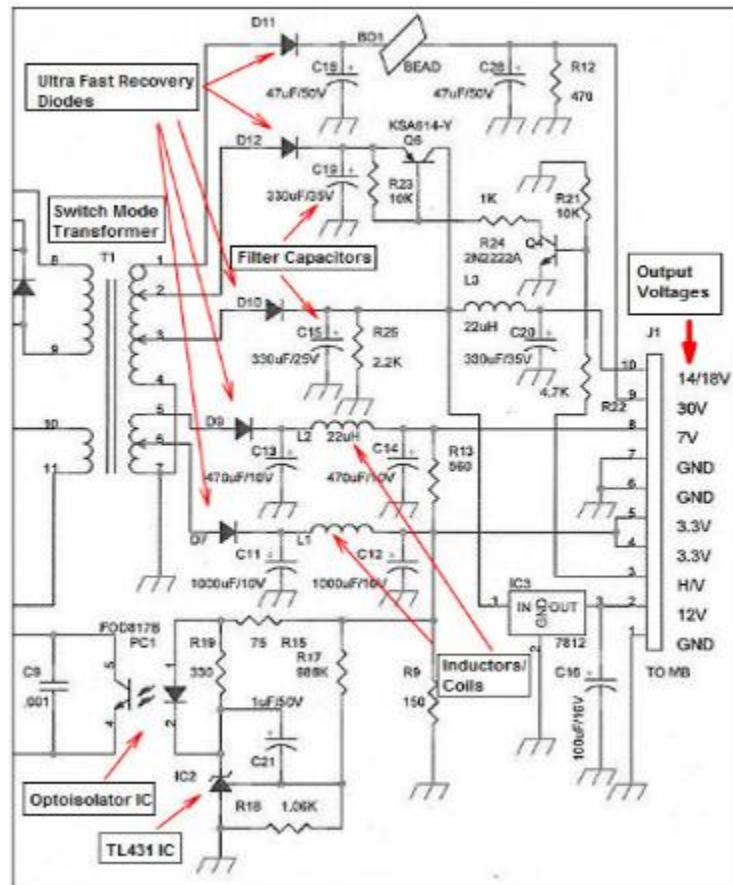 D11
BD1
BEAD
C18
47uF/50V
C28
47uF/50V
R12
470
Ultra Fast Recovery
Diodes
KSA614-Y
Q6
D12
C19
330uF/35V
R23
10K
1K
R24
2N2222A
Q4
R21
10K
Switch Mode
Transformer
T1
Filter Capacitors
L3
22uH
Output
Voltages
J1
8
1
2
3
4
9
D10
C15
330uF/25V
R25
2.2K
C20
330uF/35V
4.7K
R22
10
14/18V
9
30V
8
7V
7
GND
6
GND
5
3.3V
4
3.3V
3
H/V
2
12V
1
GND
TO MB
10
11
5
6
7
D9
L2
22uH
C13
470uF/10V
C14
470uF/10V
R13
560
D7
L1
C11
1000uF/10V
C12
1000uF/10V
IC3
1
IN
GND
OUT
3
7812
2
C16
100uF/16V
Inductors/
Coils
FOD817B
PC1
5
4
1
2
C9
.001
R19
330
75
R15
R17
R9
150
1uF/50V
C21
IC2
R18
1.06K
Optoisolator IC
TL431 IC